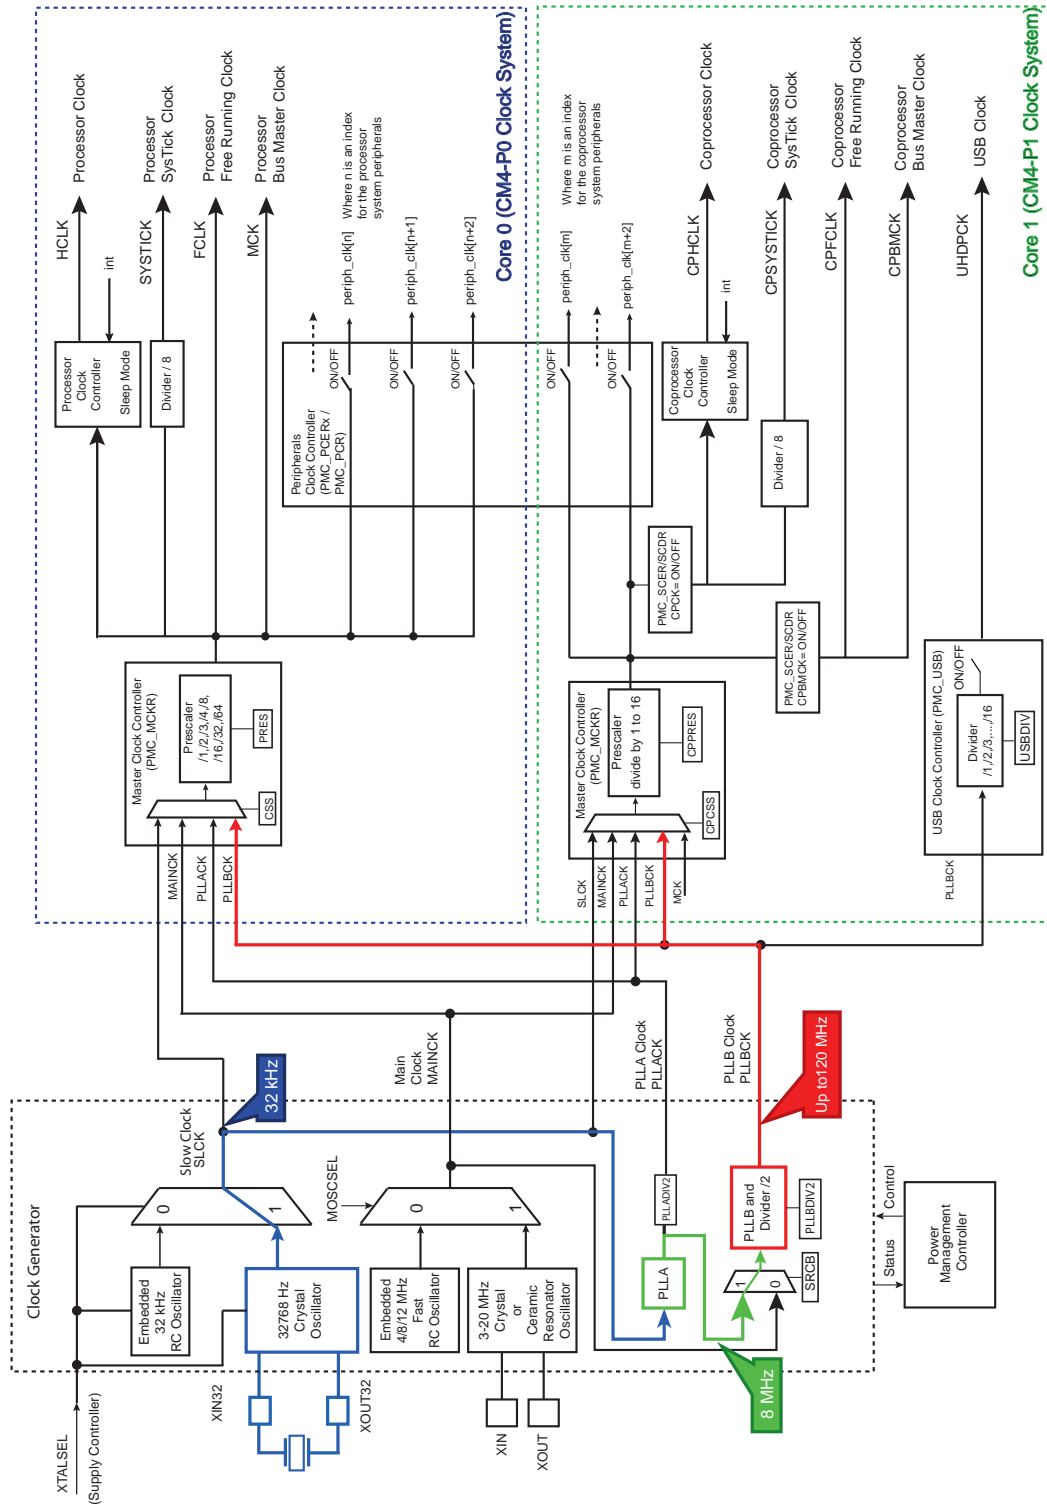 XTALSEL
(Supply Controller)
Clock Generator
Embedded
32 kHz
RC Oscillator
0
1
Slow Clock
SLCK
32 kHz
32768 Hz
Crystal
Oscillator
XIN32
XOUT32
MOSCSEL
Embedded
4/8/12 MHz
Fast
RC Oscillator
0
1
3-20 MHz
Crystal
or
Ceramic
Resonator
Oscillator
XIN
XOUT
Main
Clock
MAINCK
PLLA
PLLADIV2
PLLA Clock
PLLACK
8 MHz
1
0
SRCB
PLLB and
Divider /2
PLLBDIV2
PLLB Clock
PLLBCK
Up to120 MHz
Status
Control
Power
Management
Controller
MAINCK
PLLACK
PLLBCK
Master Clock Controller
(PMC_MCKR)
Prescaler
/1,/2,/3,/4,/8,
/16,/32,/64
CSS
PRES
Processor
Clock
Controller
Sleep Mode
int
HCLK
Processor Clock
Divider / 8
SYSTICK
Processor
SysTick Clock
FCLK
Processor
Free Running Clock
MCK
Processor
Bus Master Clock
Peripherals
Clock Controller
(PMC_PCERx /
PMC_PCR)
ON/OFF
periph_clk[n]
Where n is an index
for the processor
system peripherals
ON/OFF
periph_clk[n+1]
ON/OFF
periph_clk[n+2]
Core 0 (CM4-P0 Clock System)
SLCK
MAINCK
PLLACK
PLLBCK
MCK
Master Clock Controller
(PMC_MCKR)
Prescaler
divide by 1 to 16
CPCSS
CPPRES
ON/OFF
periph_clk[m]
Where m is an index
for the coprocessor
system peripherals
ON/OFF
periph_clk[m+2]
PMC_SCER/SCDR
CPCK= ON/OFF
Coprocessor
Clock
Controller
Sleep Mode
int
CPHCLK
Coprocessor Clock
Divider / 8
CPSYSTICK
Coprocessor
SysTick Clock
PMC_SCER/SCDR
CPBMCK= ON/OFF
CPFCLK
Coprocessor
Free Running Clock
CPBMCK
Coprocessor
Bus Master Clock
PLLBCK
USB Clock Controller (PMC_USB)
Divider
/1,/2,/3,.../16
ON/OFF
USBDIV
UHDPCK
USB Clock
Core 1 (CM4-P1 Clock System)